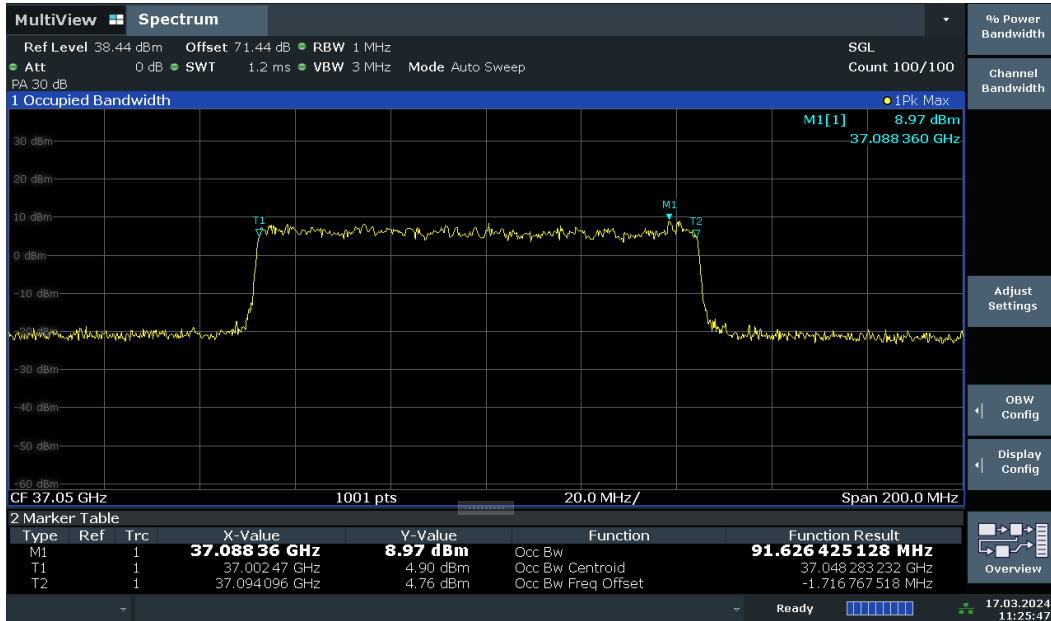 MultiView Spectrum
Ref Level 38.44 dBm Offset 71.44 dB RBW 1 MHz SGL
Att 0 dB SWT 1.2 ms VBW 3 MHz Mode Auto Sweep Count 100/100
PA 30 dB
1 Occupied Bandwidth 1Pk Max
M1[1] 8.97 dBm
37.088 360 GHz
30 dBm
20 dBm
M1
10 dBm
T1
T2
0 dBm
-10 dBm
-20 dBm
-30 dBm
-40 dBm
-50 dBm
-60 dBm
CF 37.05 GHz 1001 pts 20.0 MHz/ Span 200.0 MHz
2 Marker Table
Type Ref Trc X-Value Y-Value Function Function Result
M1 1 37.088 36 GHz 8.97 dBm Occ Bw 91.626 425 128 MHz
T1 1 37.002 47 GHz 4.90 dBm Occ Bw Centroid 37.048 283 232 GHz
T2 1 37.094 096 GHz 4.76 dBm Occ Bw Freq Offset -1.716 767 518 MHz
Ready
17.03.2024
11:25:47
% Power
Bandwidth
Channel
Bandwidth
Adjust
Settings
OBW
Config
Display
Config
Overview